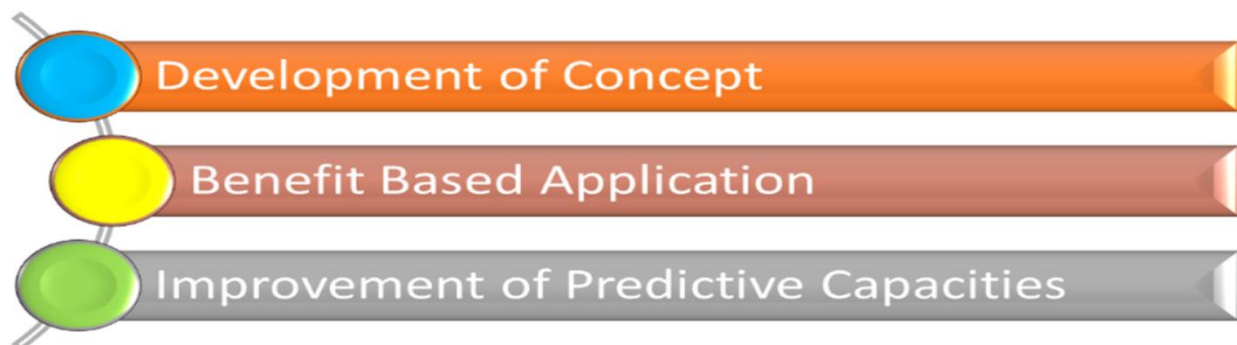 Development of Concept
Benefit Based Application
Improvement of Predictive Capacities